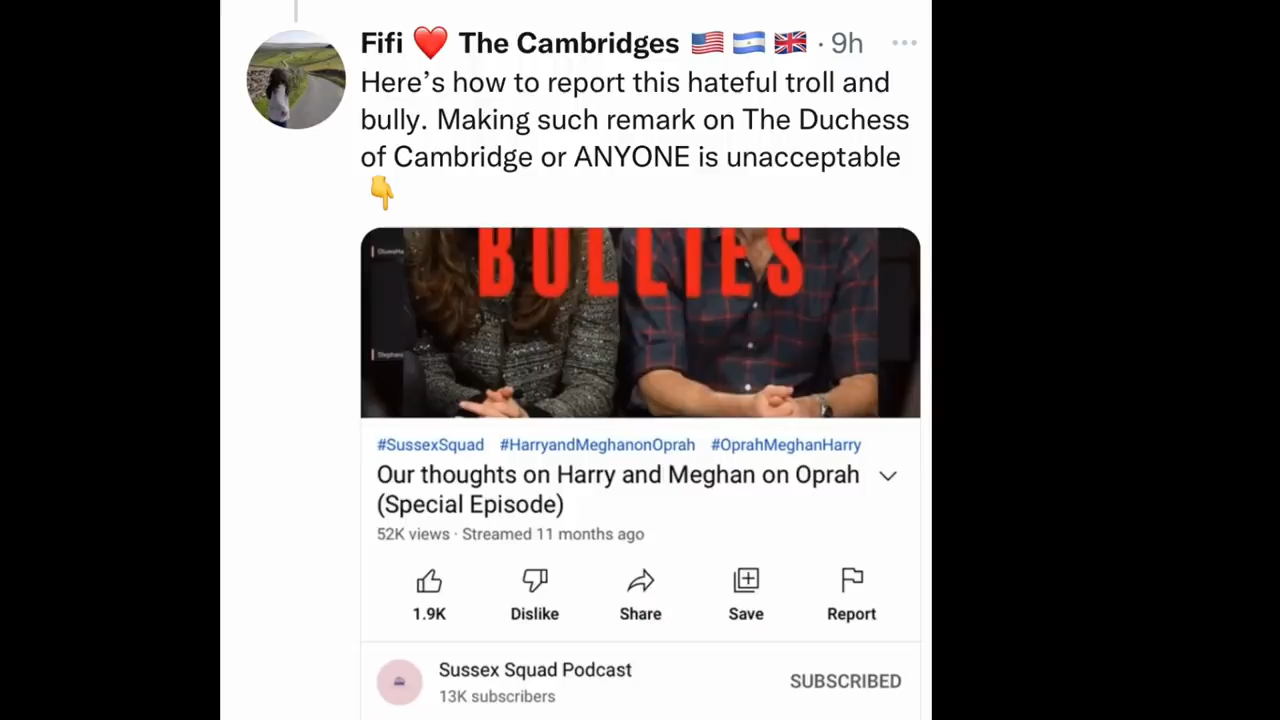 Fifi ❤️ The Cambridges 🇺🇸 🇸🇻 🇬🇧 · 9h
Here's how to report this hateful troll and
bully. Making such remark on The Duchess
of Cambridge or ANYONE is unacceptable
👇
BULLIES
#SussexSquad #HarryandMeghanonOprah #OprahMeghanHarry
Our thoughts on Harry and Meghan on Oprah
(Special Episode)
52K views · Streamed 11 months ago
1.9K Dislike Share Save Report
Sussex Squad Podcast
13K subscribers
SUBSCRIBED